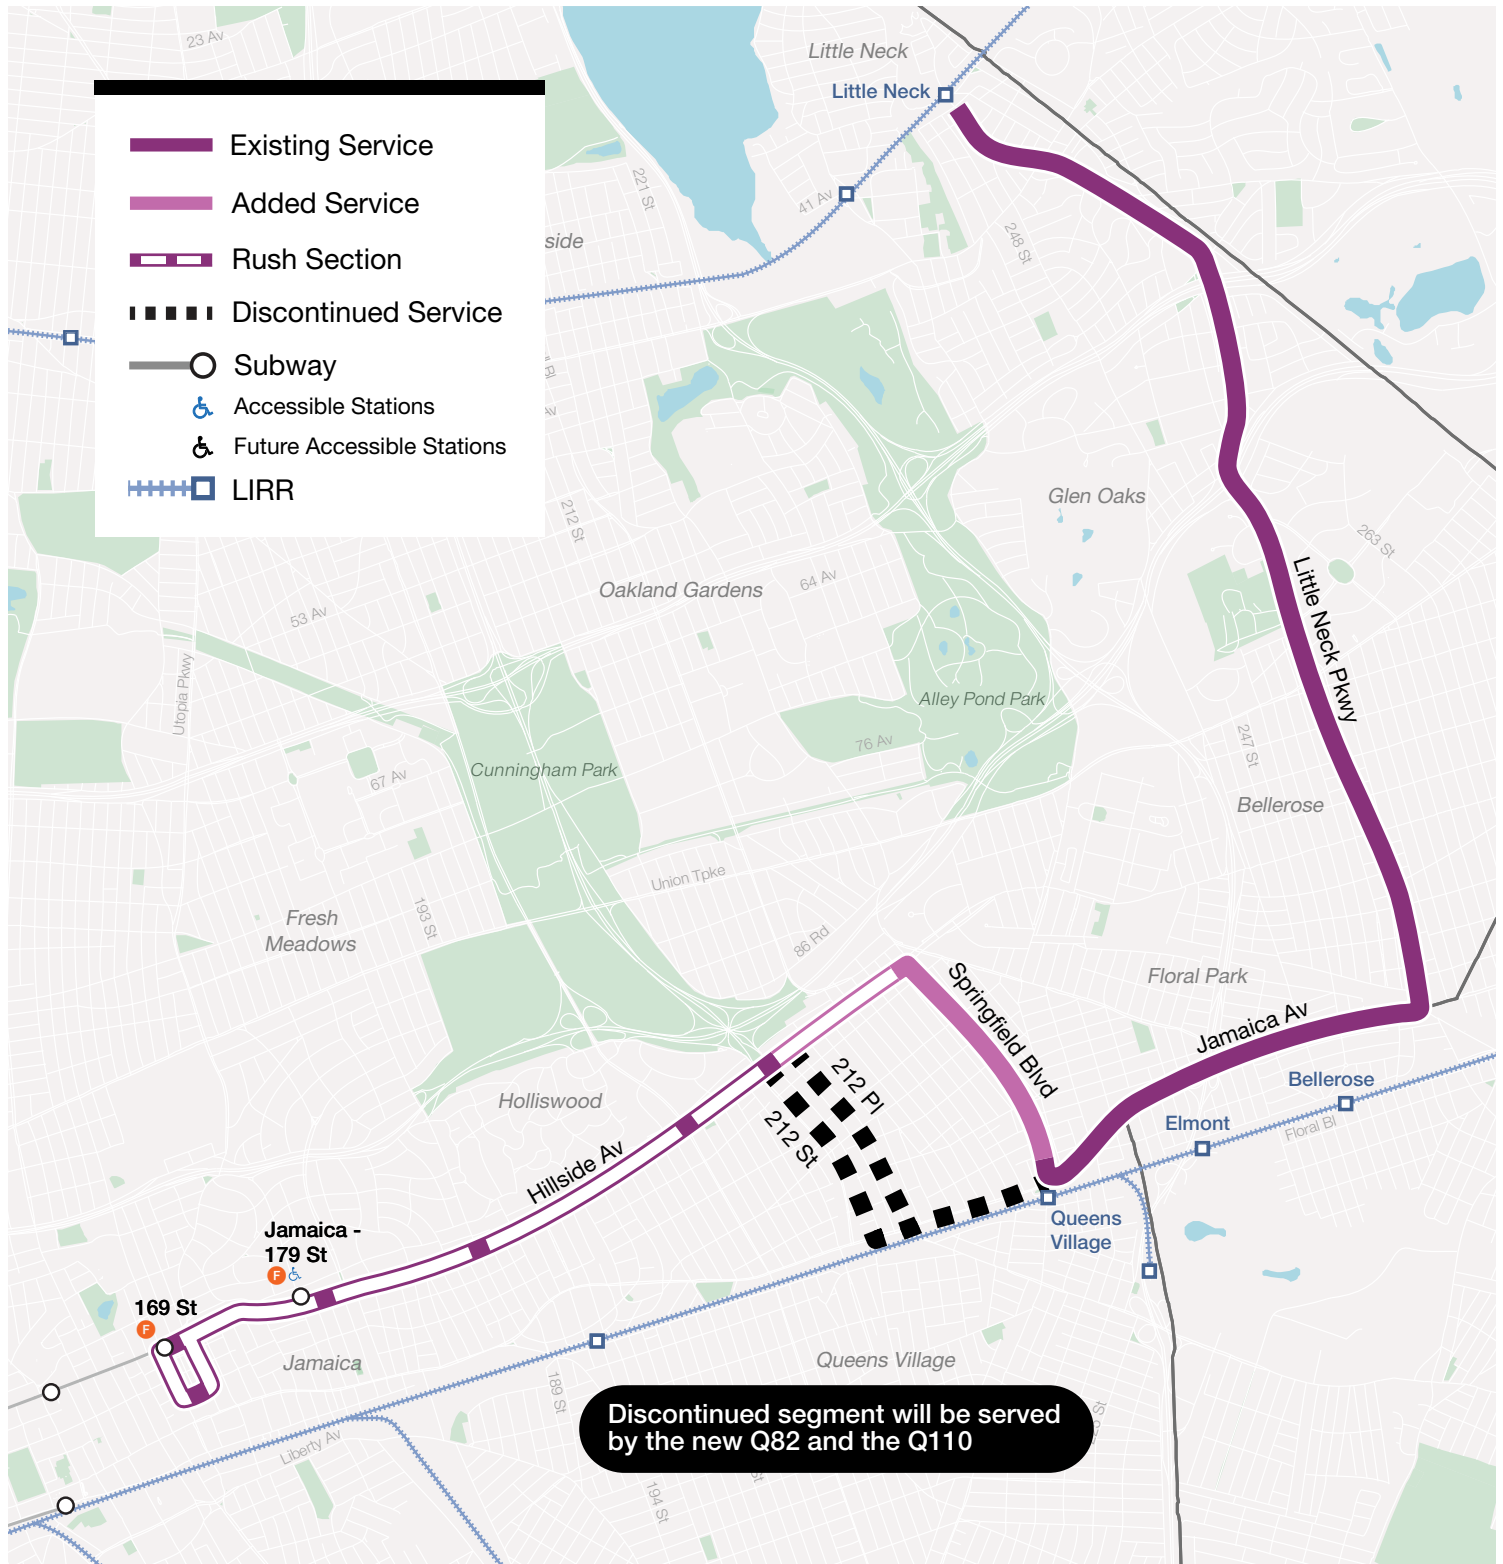 23 Av
Little Neck
Little Neck
Existing Service
Added Service
Rush Section
Discontinued Service
Subway
Accessible Stations
Future Accessible Stations
LIRR
221 St
41 Av
248 St
side
Bl
Av
212 St
Glen Oaks
263 St
Oakland Gardens
64 Av
53 Av
Little Neck Pkwy
Utopia Pkwy
Alley Pond Park
76 Av
247 St
Cunningham Park
67 Av
Bellerose
Union Tpke
193 St
Fresh
Meadows
86 Rd
Springfield Blvd
Floral Park
Jamaica Av
212 Pl
212 St
Holliswood
Bellerose
Elmont
Floral Bl
Hillside Av
Queens
Village
Jamaica -
179 St
F
169 St
F
Jamaica
Queens Village
189 St
Discontinued segment will be served
by the new Q82 and the Q110
Liberty Av
194 St
St